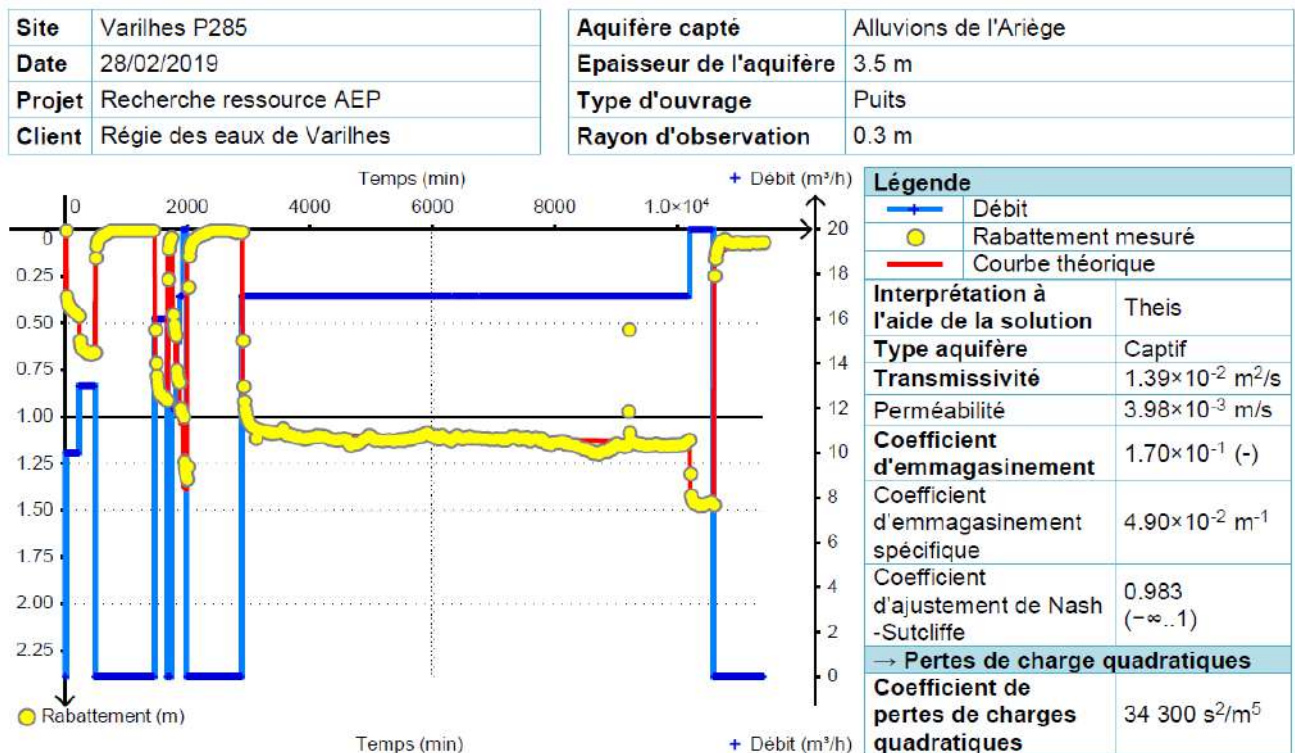 Site Varilhes P285
Date 28/02/2019
Projet Recherche ressource AEP
Client Régie des eaux de Varilhes
Aquifère capté Alluvions de l'Ariège
Epaisseur de l'aquifère 3.5 m
Type d'ouvrage Puits
Rayon d'observation 0.3 m
Temps (min)
+ Débit (m³/h)
0 2000 4000 6000 8000 1.0×10⁴
0
0.25
0.50
0.75
1.00
1.25
1.50
1.75
2.00
2.25
20
18
16
14
12
10
8
6
4
2
0
Rabattement (m)
Temps (min)
+ Débit (m³/h)
Légende
Débit
Rabattement mesuré
Courbe théorique
Interprétation à
l'aide de la solution
Theis
Type aquifère Captif
Transmissivité 1.39×10⁻² m²/s
Perméabilité 3.98×10⁻³ m/s
Coefficient
d'emmagasinement
1.70×10⁻¹ (-)
Coefficient
d'emmagasinement
spécifique
4.90×10⁻² m⁻¹
Coefficient
d'ajustement de Nash
-Sutcliffe
0.983
(−∞..1)
→ Pertes de charge quadratiques
Coefficient de
pertes de charges
quadratiques
34 300 s²/m⁵